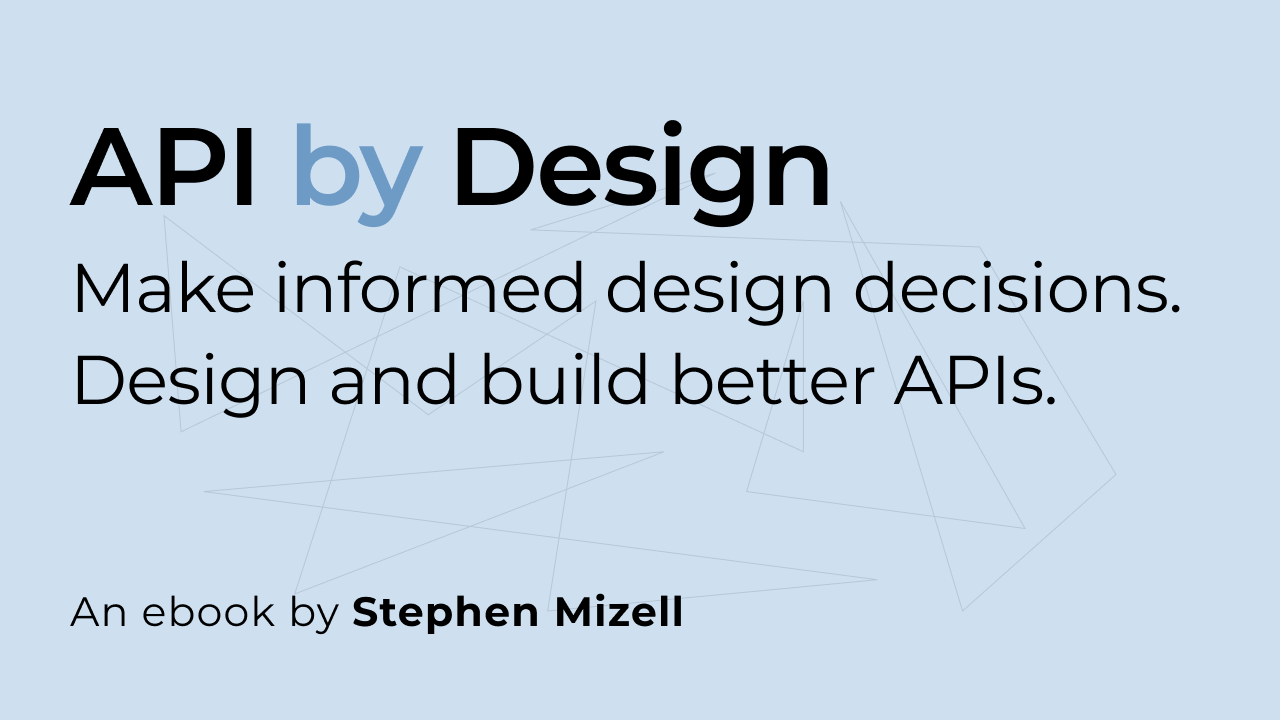 API by Design
Make informed design decisions.
Design and build better APIs.
An ebook by Stephen Mizell